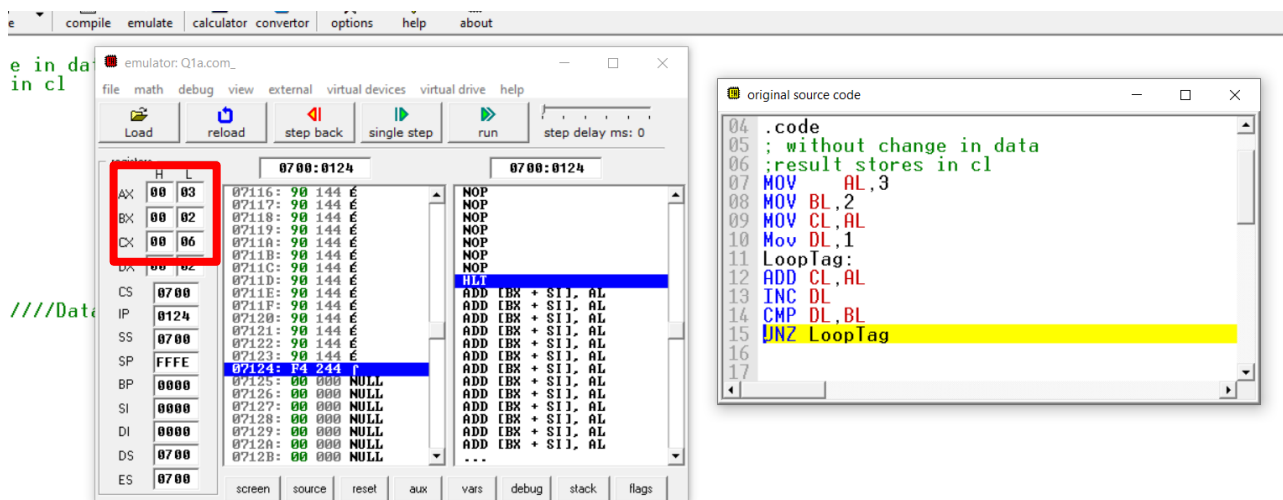 e compile emulate calculator convertor options help about
e in dat
in cl
////Data
emulator: Q1a.com_
file math debug view external virtual devices virtual drive help
Load reload step back single step run step delay ms: 0
registers
H L
AX 00 03
BX 00 02
CX 00 06
DX 00 02
CS 0700
IP 0124
SS 0700
SP FFFE
BP 0000
SI 0000
DI 0000
DS 0700
ES 0700
0700:0124 0700:0124
07116: 90 144 É
07117: 90 144 É
07118: 90 144 É
07119: 90 144 É
0711A: 90 144 É
0711B: 90 144 É
0711C: 90 144 É
0711D: 90 144 É
0711E: 90 144 É
0711F: 90 144 É
07120: 90 144 É
07121: 90 144 É
07122: 90 144 É
07123: 90 144 É
07124: F4 244 ⌠
07125: 00 000 NULL
07126: 00 000 NULL
07127: 00 000 NULL
07128: 00 000 NULL
07129: 00 000 NULL
0712A: 00 000 NULL
0712B: 00 000 NULL
NOP
NOP
NOP
NOP
NOP
NOP
NOP
HLT
ADD [BX + SI], AL
ADD [BX + SI], AL
ADD [BX + SI], AL
ADD [BX + SI], AL
ADD [BX + SI], AL
ADD [BX + SI], AL
ADD [BX + SI], AL
ADD [BX + SI], AL
ADD [BX + SI], AL
ADD [BX + SI], AL
ADD [BX + SI], AL
ADD [BX + SI], AL
ADD [BX + SI], AL
...
screen source reset aux vars debug stack flags
original source code
04 .code
05 ; without change in data
06 ;result stores in cl
07 MOV AL,3
08 MOV BL,2
09 MOV CL,AL
10 Mov DL,1
11 LoopTag:
12 ADD CL,AL
13 INC DL
14 CMP DL,BL
15 JNZ LoopTag
16
17